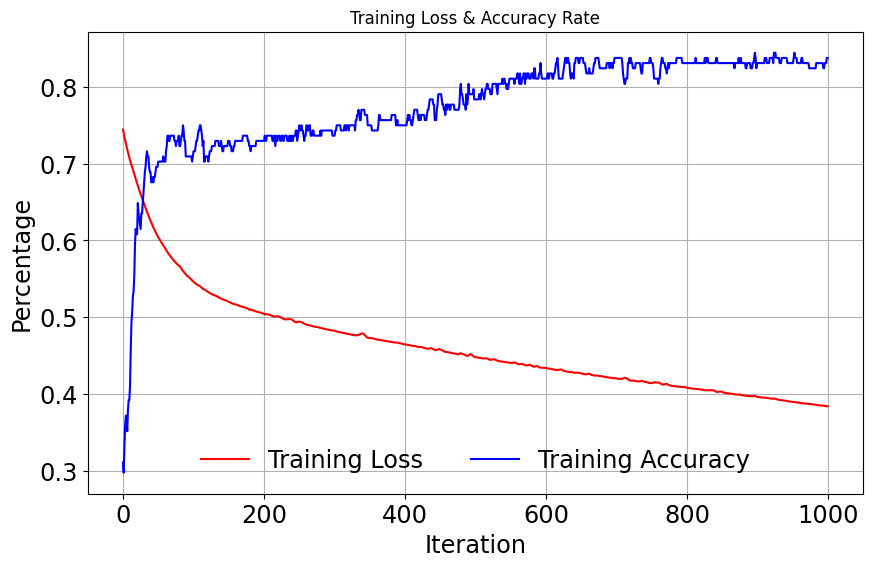 Training Loss & Accuracy Rate
Percentage
0.8
0.7
0.6
0.5
0.4
0.3
Training Loss
Training Accuracy
0 200 400 600 800 1000
Iteration